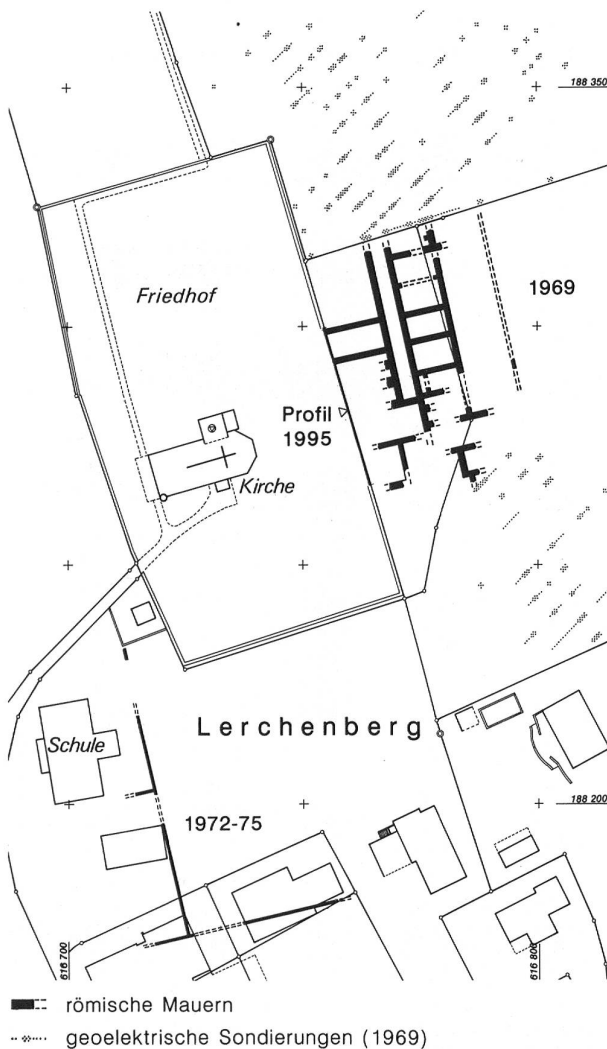 188 350
Friedhof
1969
Profil
1995
Kirche
Lerchenberg
Schule
188 200
1972-75
616 700
616 800
römische Mauern
geoelektrische Sondierungen (1969)